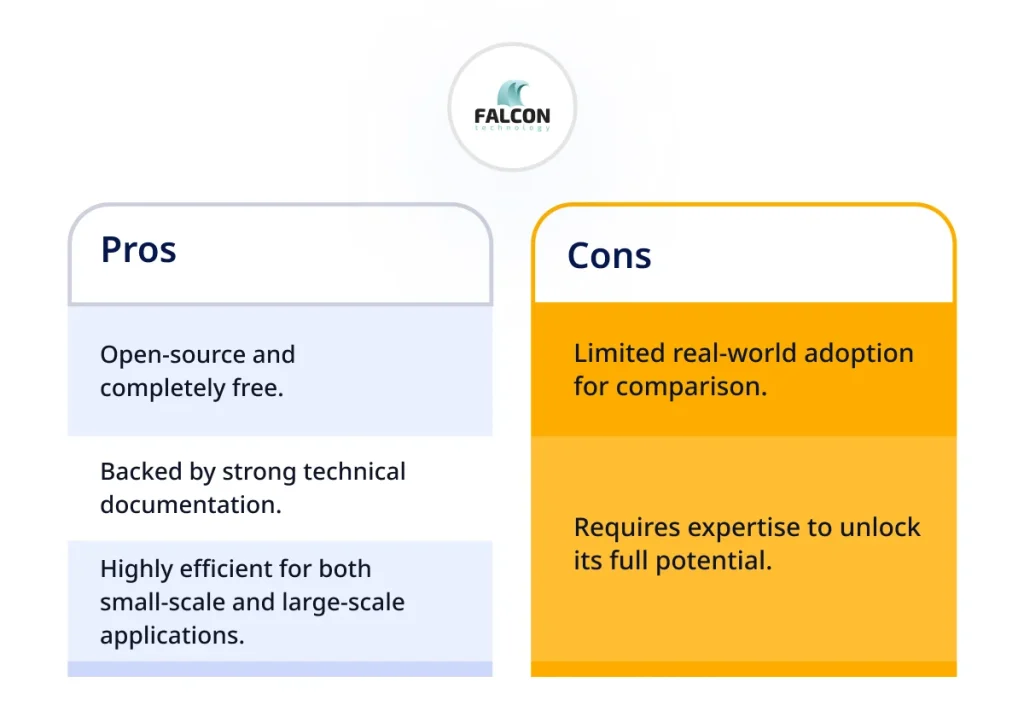 FALCON
technology
Pros
Open-source and
completely free.
Backed by strong technical
documentation.
Highly efficient for both
small-scale and large-scale
applications.
Cons
Limited real-world adoption
for comparison.
Requires expertise to unlock
its full potential.